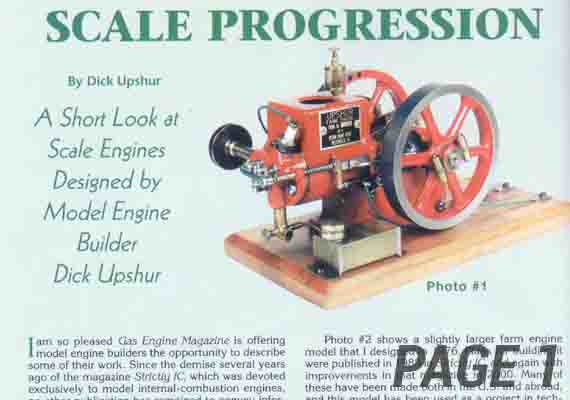 SCALE PROGRESSION
By Dick Upshur
A Short Look at
Scale Engines
Designed by
Model Engine
Builder
Dick Upshur
UPSHUR
Photo #1
I am so pleased Gas Engine Magazine is offering
model engine builders the opportunity to describe
some of their work. Since the demise several years
ago of the magazine Strictly IC, which was devoted
exclusively to model internal-combustion engines,
Photo #2 shows a slightly larger farm engine
model that I
were published in
improvements in
these have been made both in the U.S. and abroad,
and this model has been used as a project in tech-
PAGE 1